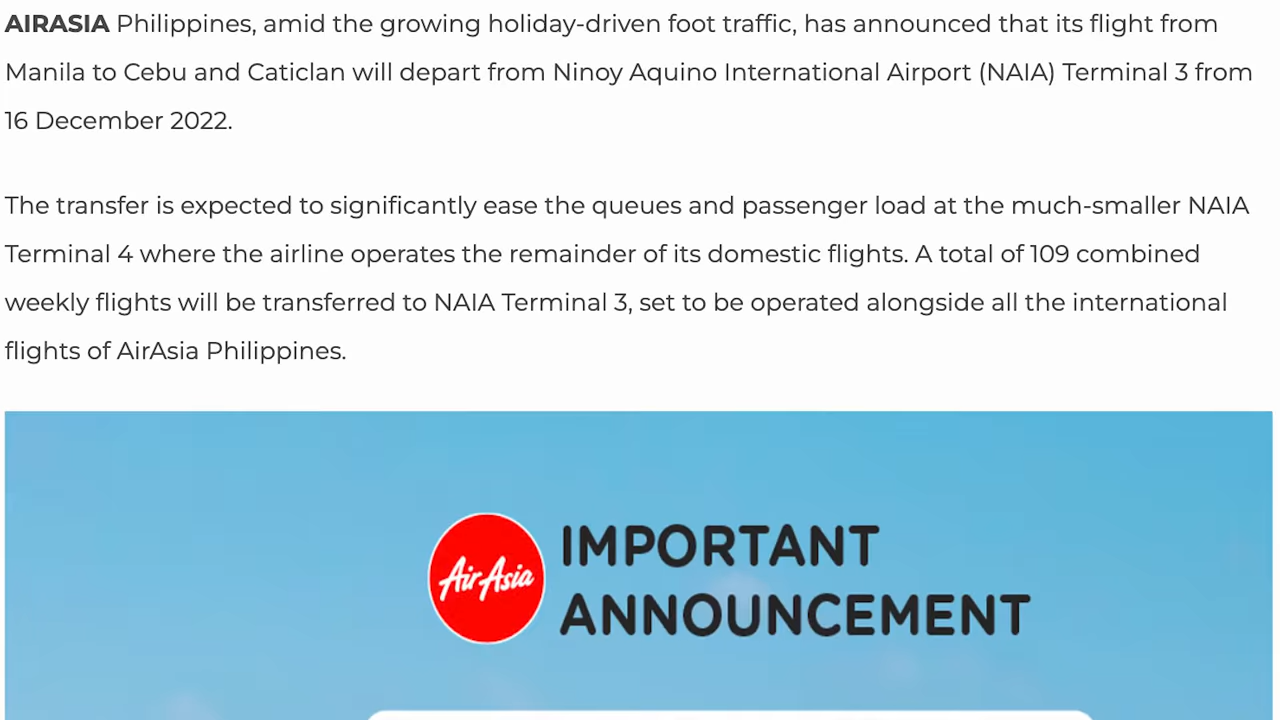 AIRASIA Philippines, amid the growing holiday-driven foot traffic, has announced that its flight from
Manila to Cebu and Caticlan will depart from Ninoy Aquino International Airport (NAIA) Terminal 3 from
16 December 2022.
The transfer is expected to significantly ease the queues and passenger load at the much-smaller NAIA
Terminal 4 where the airline operates the remainder of its domestic flights. A total of 109 combined
weekly flights will be transferred to NAIA Terminal 3, set to be operated alongside all the international
flights of AirAsia Philippines.
AirAsia
IMPORTANT
ANNOUNCEMENT